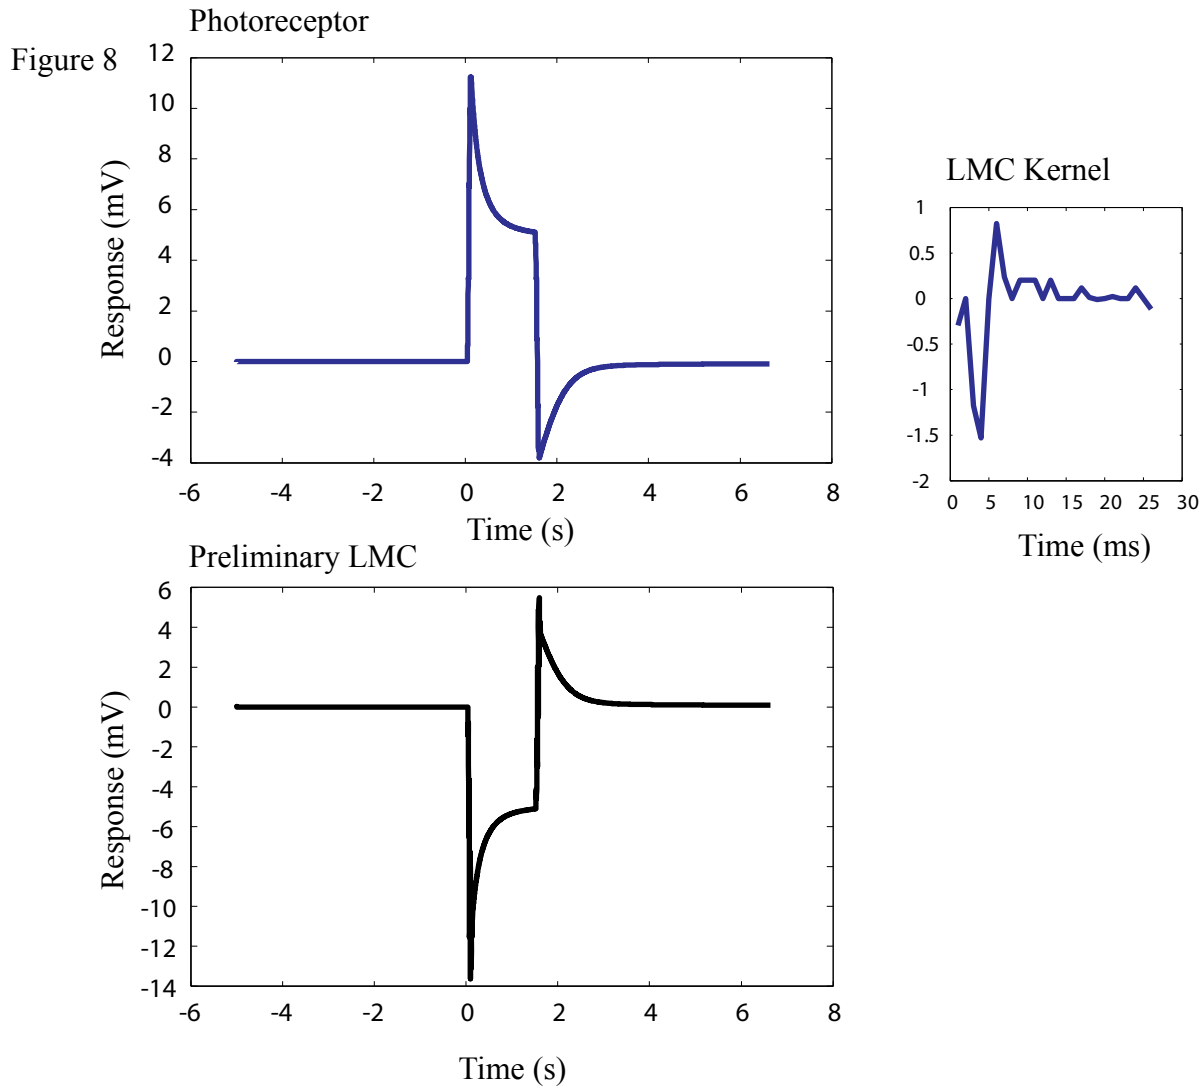 Photoreceptor
Figure 8
12
10
8
6
4
2
0
-2
-4
Response (mV)
-6 -4 -2 0 2 4 6 8
Time (s)
LMC Kernel
1
0.5
0
-0.5
-1
-1.5
-2
0 5 10 15 20 25 30
Time (ms)
Preliminary LMC
6
4
2
0
-2
-4
-6
-8
-10
-12
-14
Response (mV)
-6 -4 -2 0 2 4 6 8
Time (s)